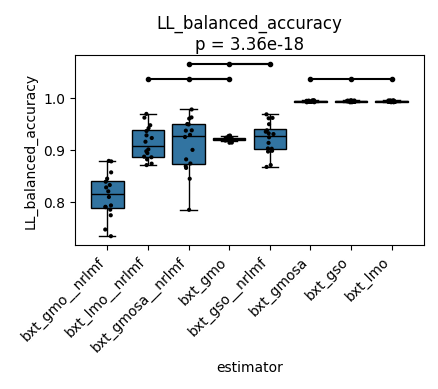 LL_balanced_accuracy
p = 3.36e-18
LL_balanced_accuracy
1.0
0.9
0.8
bxt_gmo__nrlmf
bxt_lmo__nrlmf
bxt_gmosa__nrlmf
bxt_gmo
bxt_gso__nrlmf
bxt_gmosa
bxt_gso
bxt_lmo
estimator